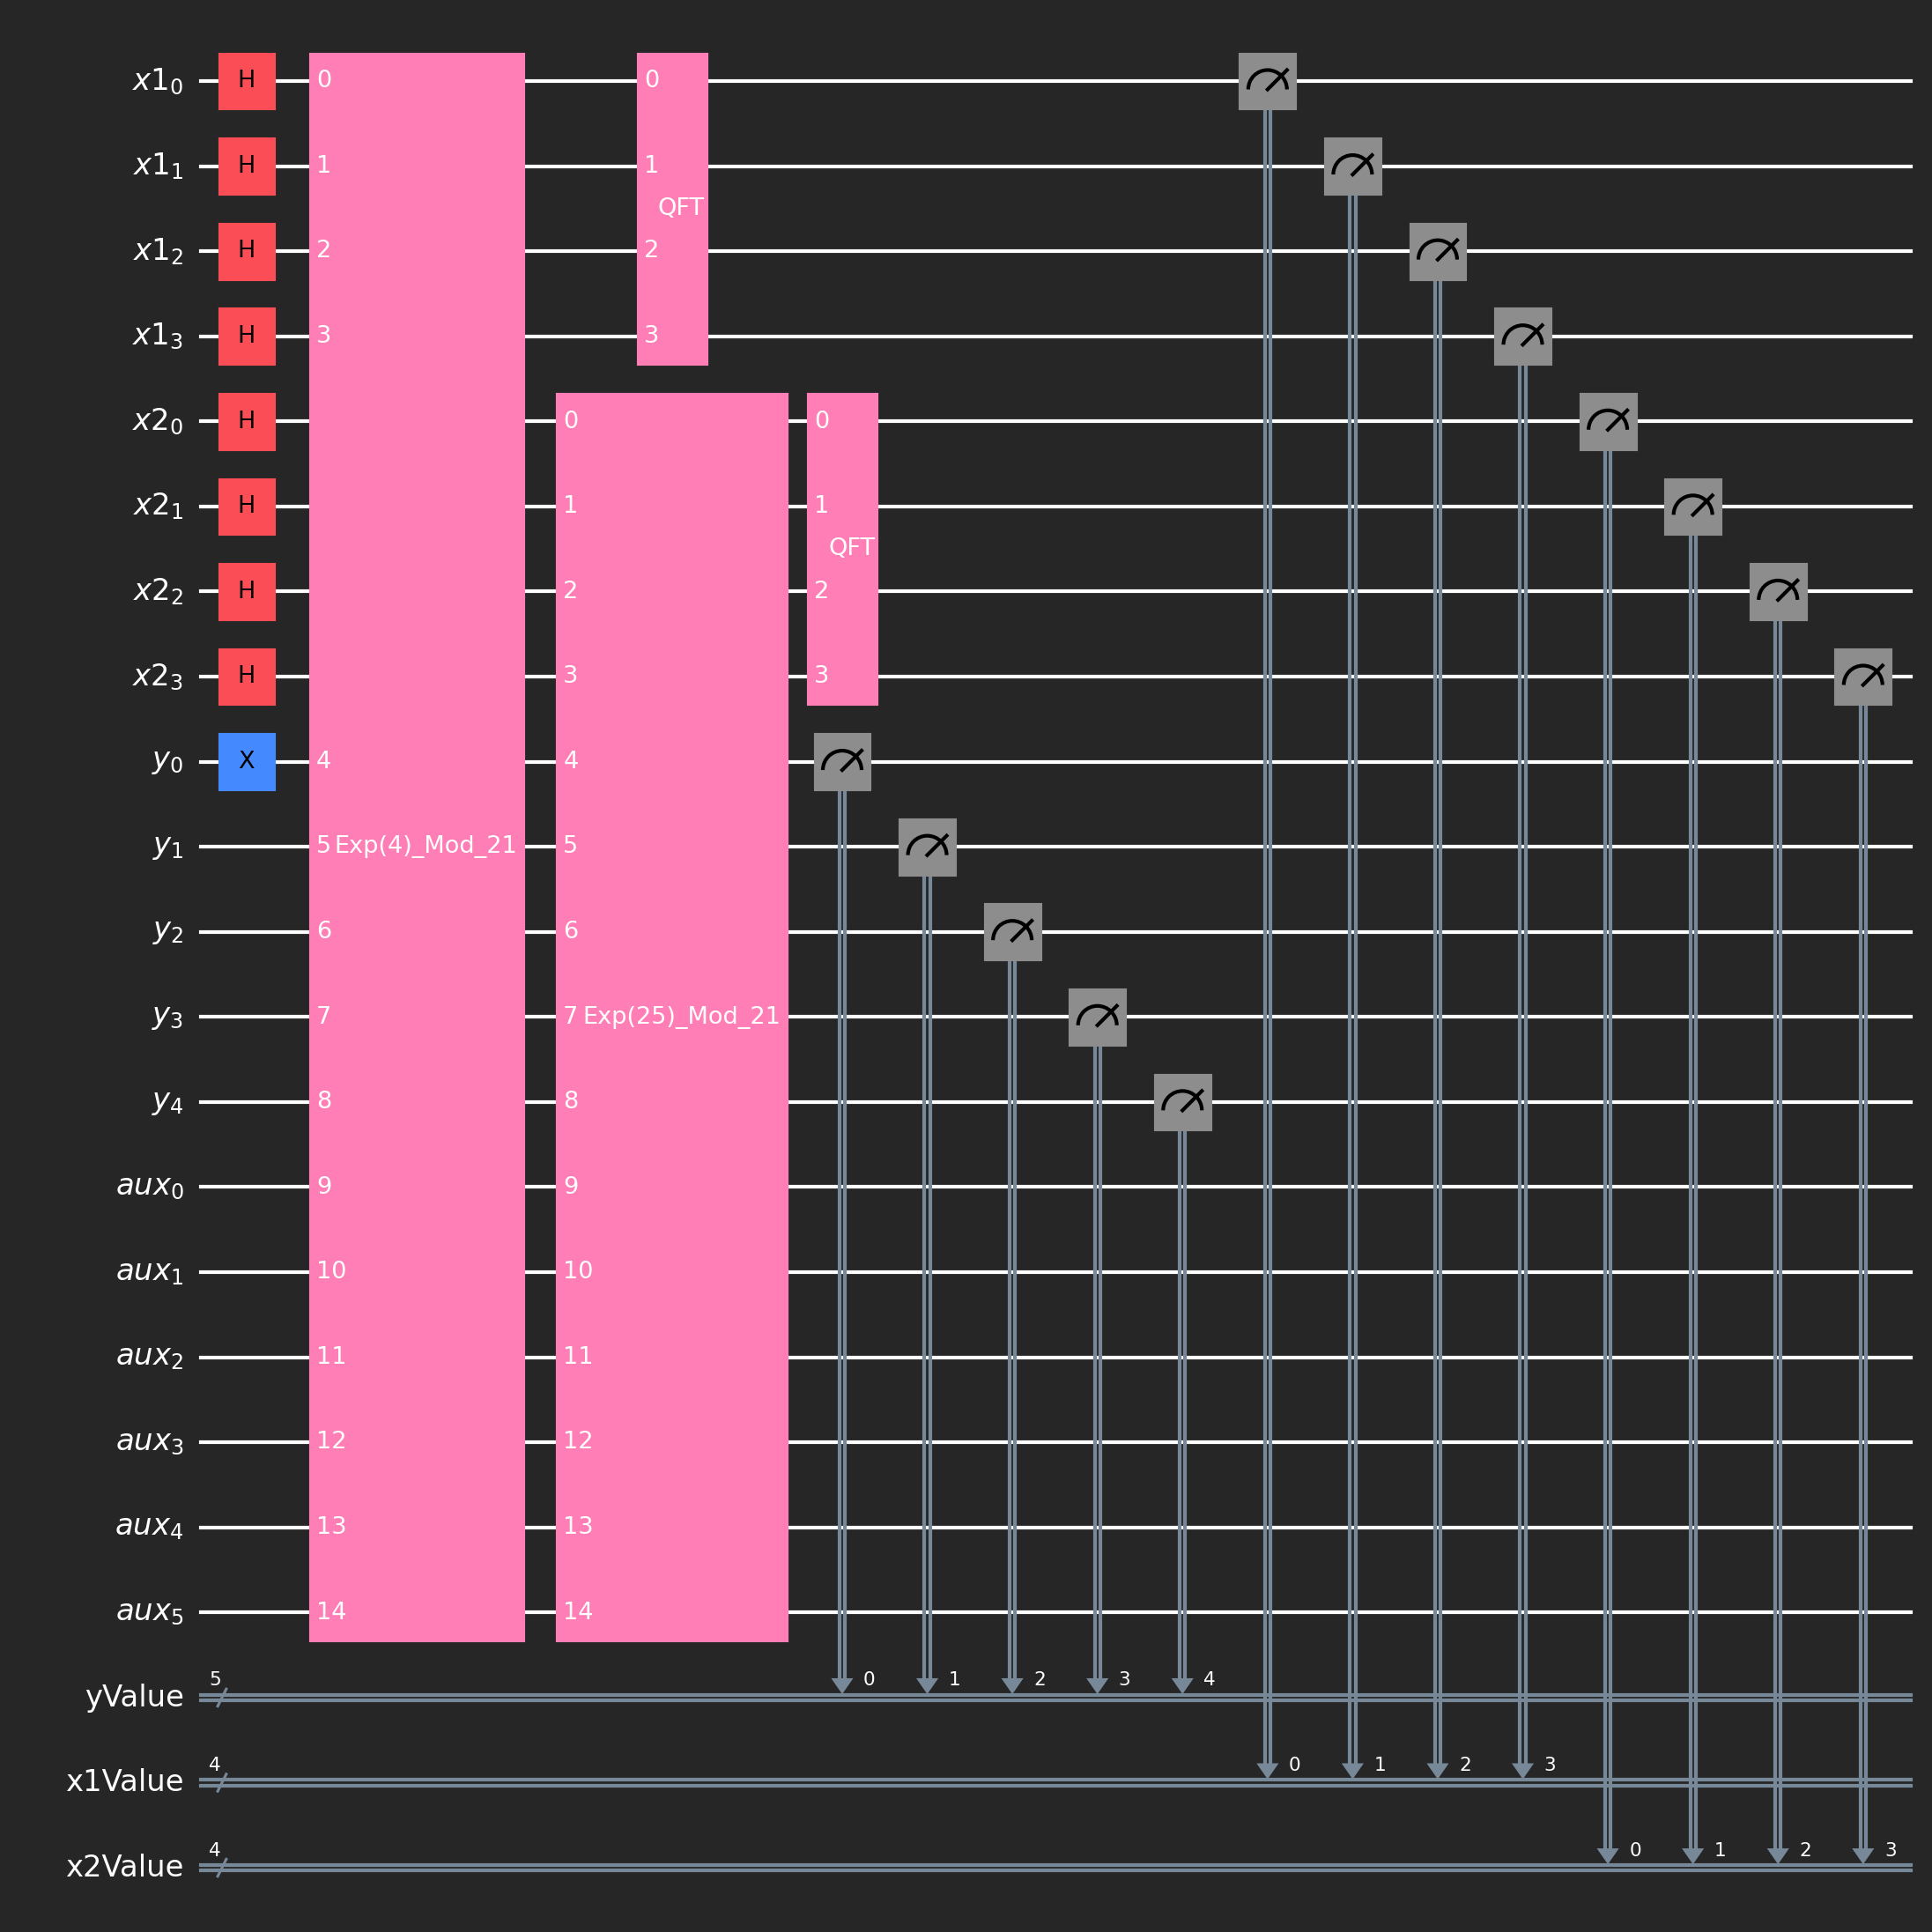 x1₀ H 0 0
x1₁ H 1 1
QFT
x1₂ H 2 2
x1₃ H 3 3
x2₀ H 0 0
x2₁ H 1 1
QFT
x2₂ H 2 2
x2₃ H 3 3
y₀ X 4 4
y₁ 5 Exp(4)_Mod_21 5
y₂ 6 6
y₃ 7 7 Exp(25)_Mod_21
y₄ 8 8
aux₀ 9 9
aux₁ 10 10
aux₂ 11 11
aux₃ 12 12
aux₄ 13 13
aux₅ 14 14
yValue 5 0 1 2 3 4
x1Value 4 0 1 2 3
x2Value 4 0 1 2 3